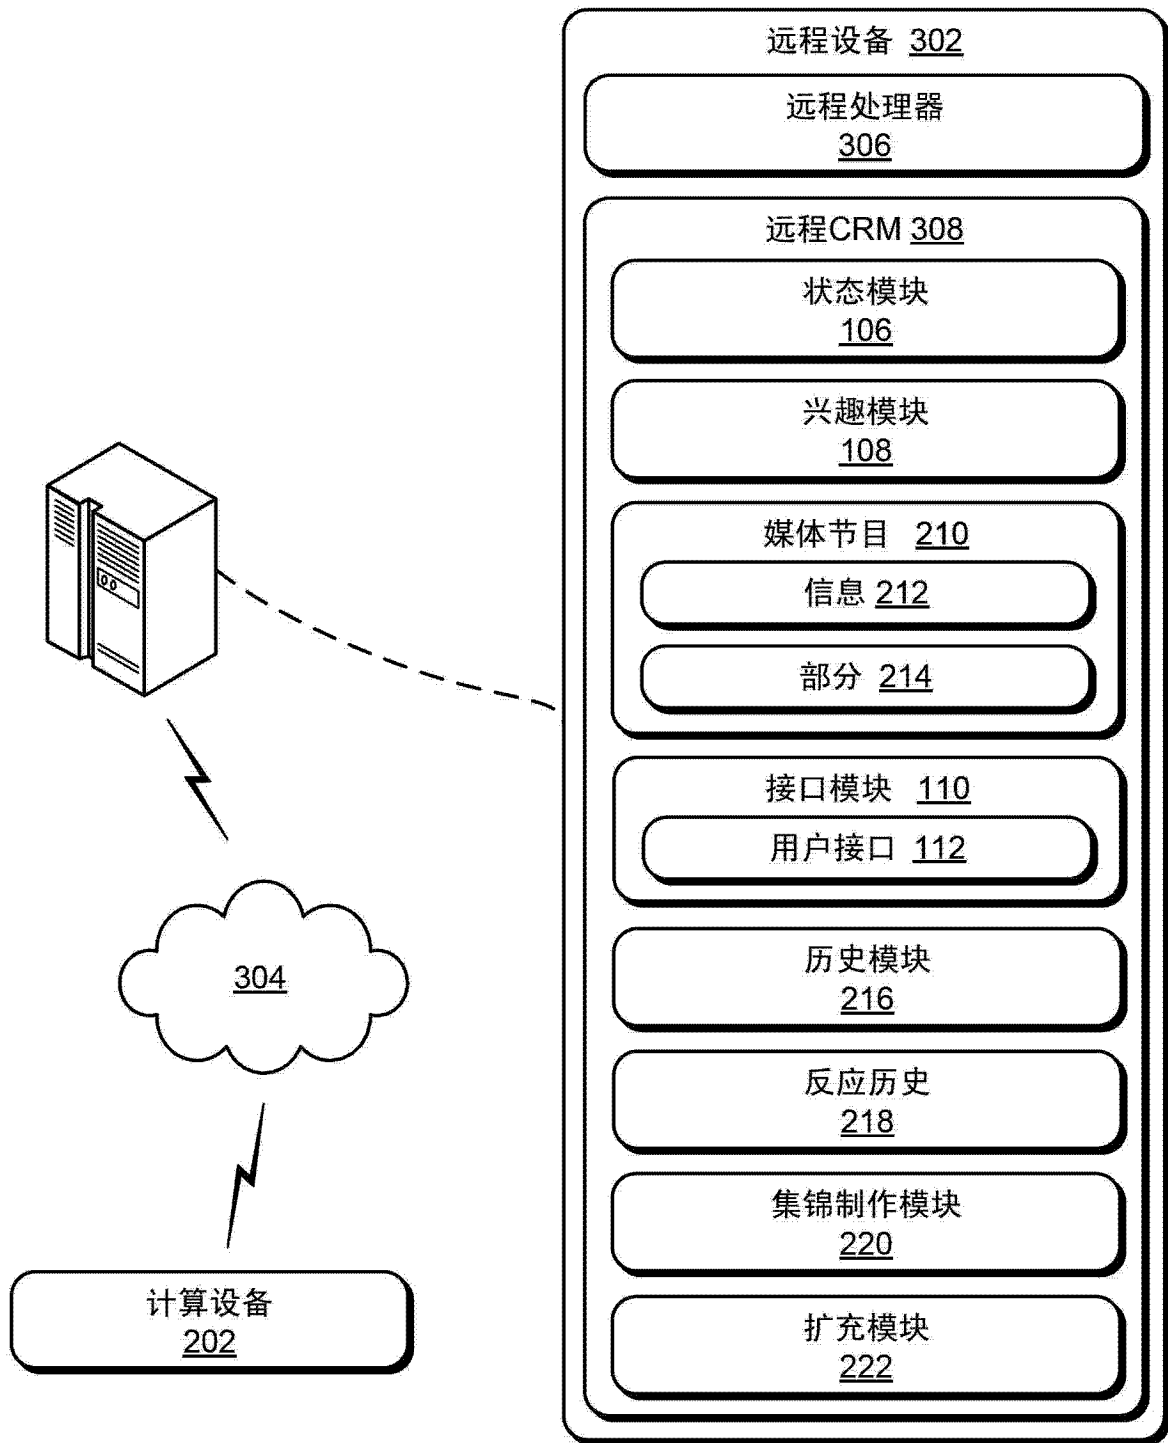 远程设备 302
远程处理器
306
远程CRM 308
状态模块
106
兴趣模块
108
媒体节目 210
信息 212
部分 214
接口模块 110
用户接口 112
历史模块
216
反应历史
218
集锦制作模块
220
扩充模块
222
304
计算设备
202